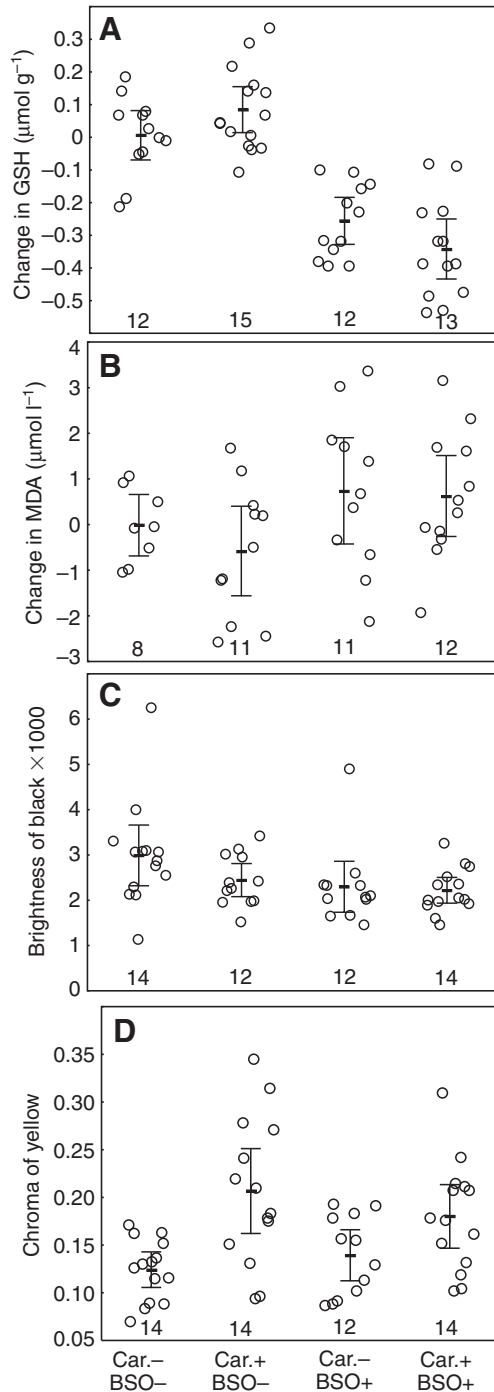 A
Change in GSH (μmol g⁻¹)
0.3
0.2
0.1
0
–0.1
–0.2
–0.3
–0.4
–0.5
12 15 12 13
B
Change in MDA (μmol l⁻¹)
4
3
2
1
0
–1
–2
–3
8 11 11 12
C
Brightness of black ×1000
6
5
4
3
2
1
0
14 12 12 14
D
Chroma of yellow
0.35
0.30
0.25
0.20
0.15
0.10
0.05
14 14 12 14
Car.– Car.+ Car.– Car.+
BSO– BSO– BSO+ BSO+